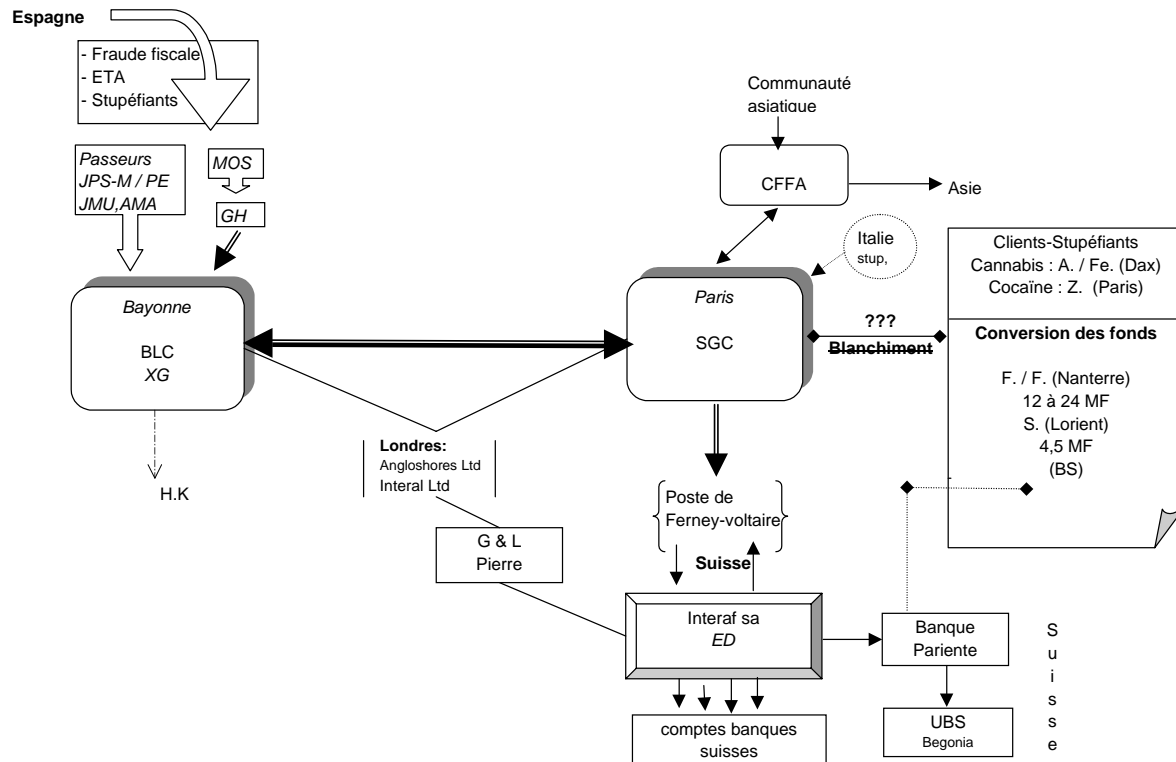 Espagne
- Fraude fiscale
- ETA
- Stupéfiants
Passeurs
JPS-M / PE
JMU,AMA
MOS
GH
Bayonne
BLC
XG
H.K
Communauté
asiatique
CFFA
Asie
Italie
stup,
Paris
SGC
???
Blanchiment
Clients-Stupéfiants
Cannabis : A. / Fe. (Dax)
Cocaïne : Z. (Paris)
Conversion des fonds
F. / F. (Nanterre)
12 à 24 MF
S. (Lorient)
4,5 MF
(BS)
Londres:
Angloshores Ltd
Interal Ltd
G & L
Pierre
Poste de
Ferney-voltaire
Suisse
Interaf sa
ED
comptes banques
suisses
Banque
Pariente
UBS
Begonia
Suisse